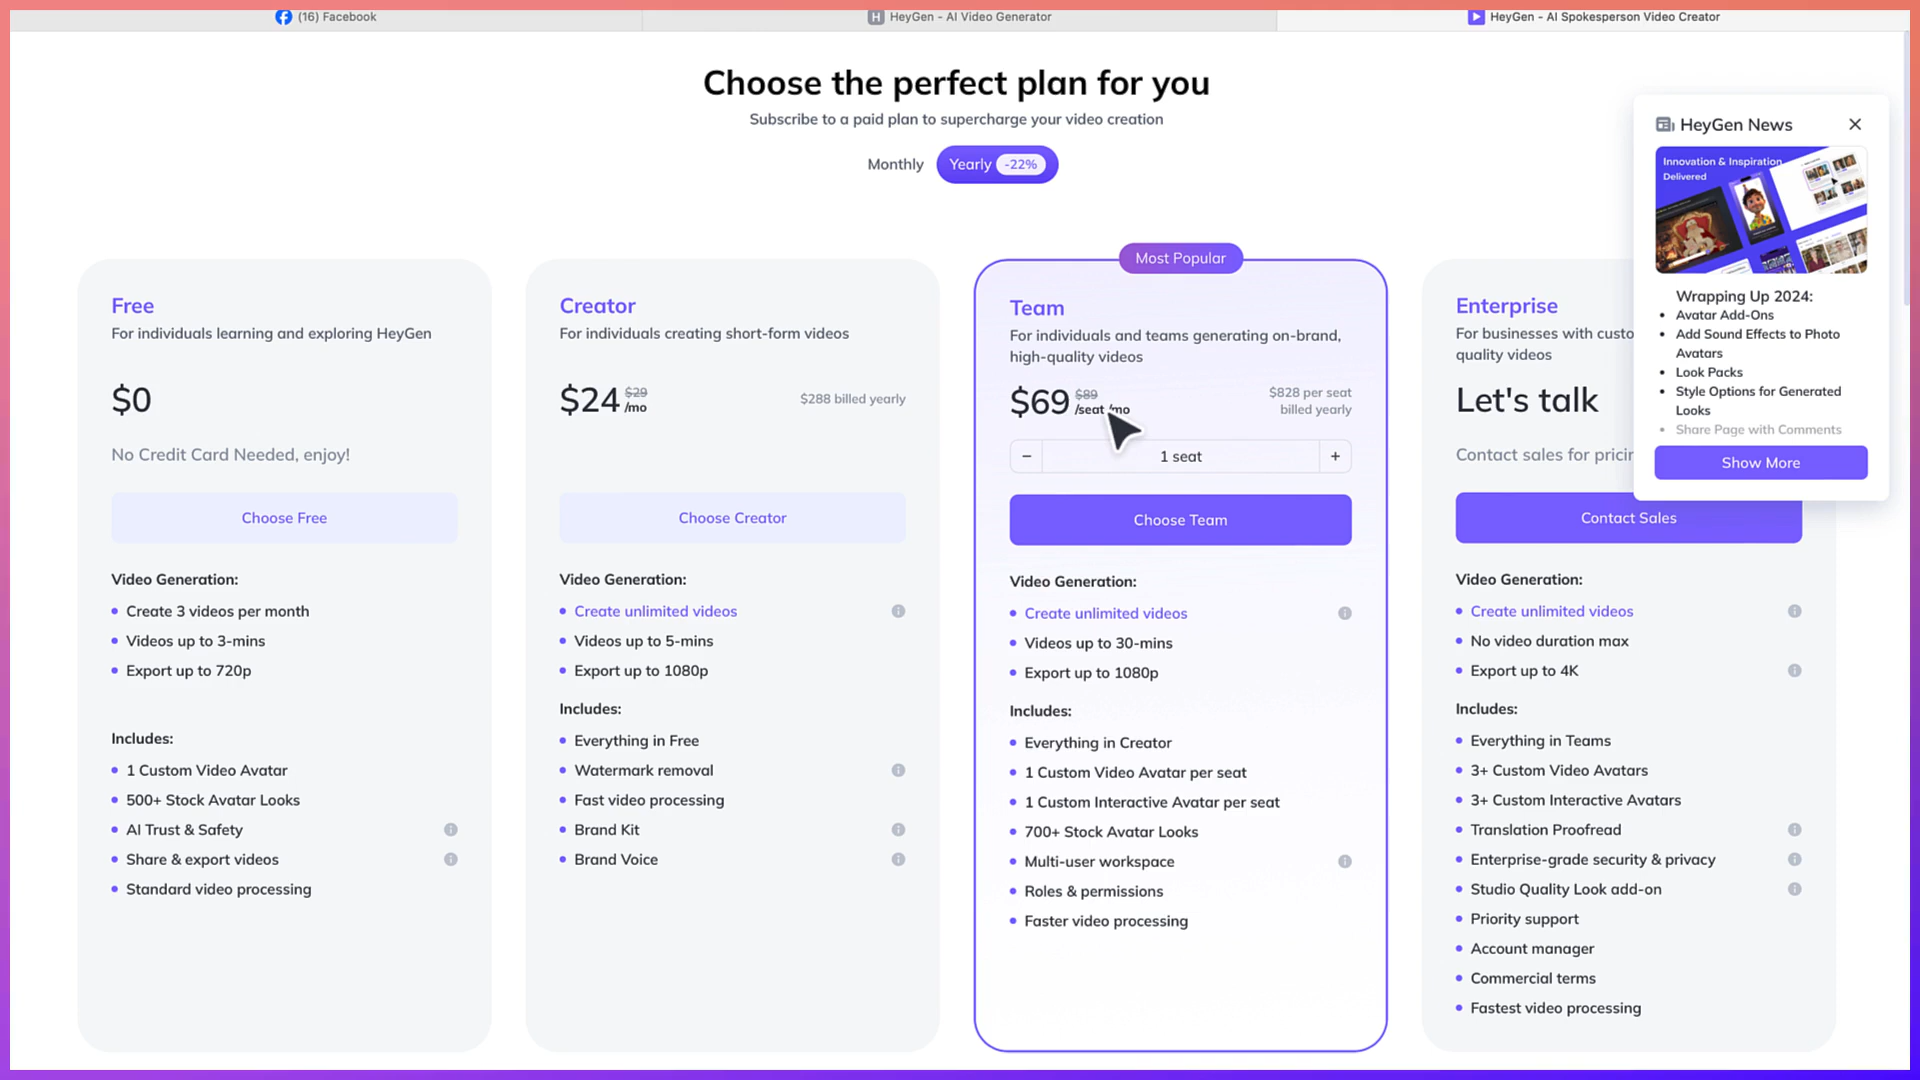 (16) Facebook
HeyGen - AI Video Generator
HeyGen - AI Spokesperson Video Creator
Choose the perfect plan for you
Subscribe to a paid plan to supercharge your video creation
Monthly
Yearly -22%
Free
For individuals learning and exploring HeyGen
$0
No Credit Card Needed, enjoy!
Choose Free
Video Generation:
Create 3 videos per month
Videos up to 3-mins
Export up to 720p
Includes:
1 Custom Video Avatar
500+ Stock Avatar Looks
AI Trust & Safety
Share & export videos
Standard video processing
Creator
For individuals creating short-form videos
$24 $29 /mo
$288 billed yearly
Choose Creator
Video Generation:
Create unlimited videos
Videos up to 5-mins
Export up to 1080p
Includes:
Everything in Free
Watermark removal
Fast video processing
Brand Kit
Brand Voice
Most Popular
Team
For individuals and teams generating on-brand,
high-quality videos
$69 $89 /seat /mo
$828 per seat
billed yearly
− 1 seat +
Choose Team
Video Generation:
Create unlimited videos
Videos up to 30-mins
Export up to 1080p
Includes:
Everything in Creator
1 Custom Video Avatar per seat
1 Custom Interactive Avatar per seat
700+ Stock Avatar Looks
Multi-user workspace
Roles & permissions
Faster video processing
Enterprise
For businesses with custo
quality videos
Let's talk
Contact sales for pricin
Contact Sales
Video Generation:
Create unlimited videos
No video duration max
Export up to 4K
Includes:
Everything in Teams
3+ Custom Video Avatars
3+ Custom Interactive Avatars
Translation Proofread
Enterprise-grade security & privacy
Studio Quality Look add-on
Priority support
Account manager
Commercial terms
Fastest video processing
HeyGen News
Innovation & Inspiration
Delivered
Wrapping Up 2024:
Avatar Add-Ons
Add Sound Effects to Photo
Avatars
Look Packs
Style Options for Generated
Looks
Share Page with Comments
Show More